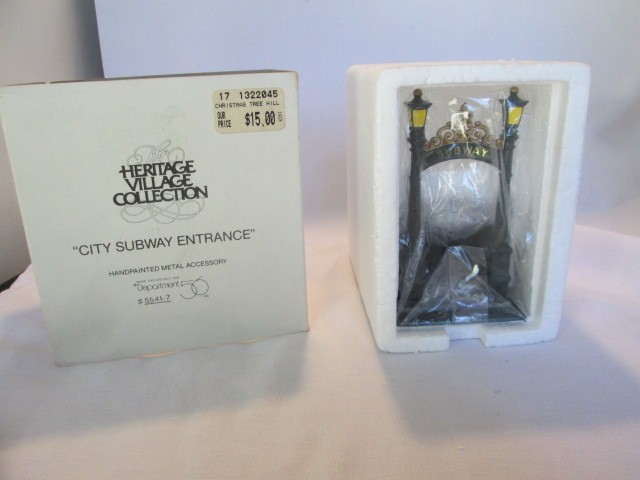 17 1322045
CHRISTMAS TREE HILL
OUR PRICE $15.00
The
HERITAGE
VILLAGE
COLLECTION
"CITY SUBWAY ENTRANCE"
HANDPAINTED METAL ACCESSORY
Department 56
#5541-7
SUBWAY